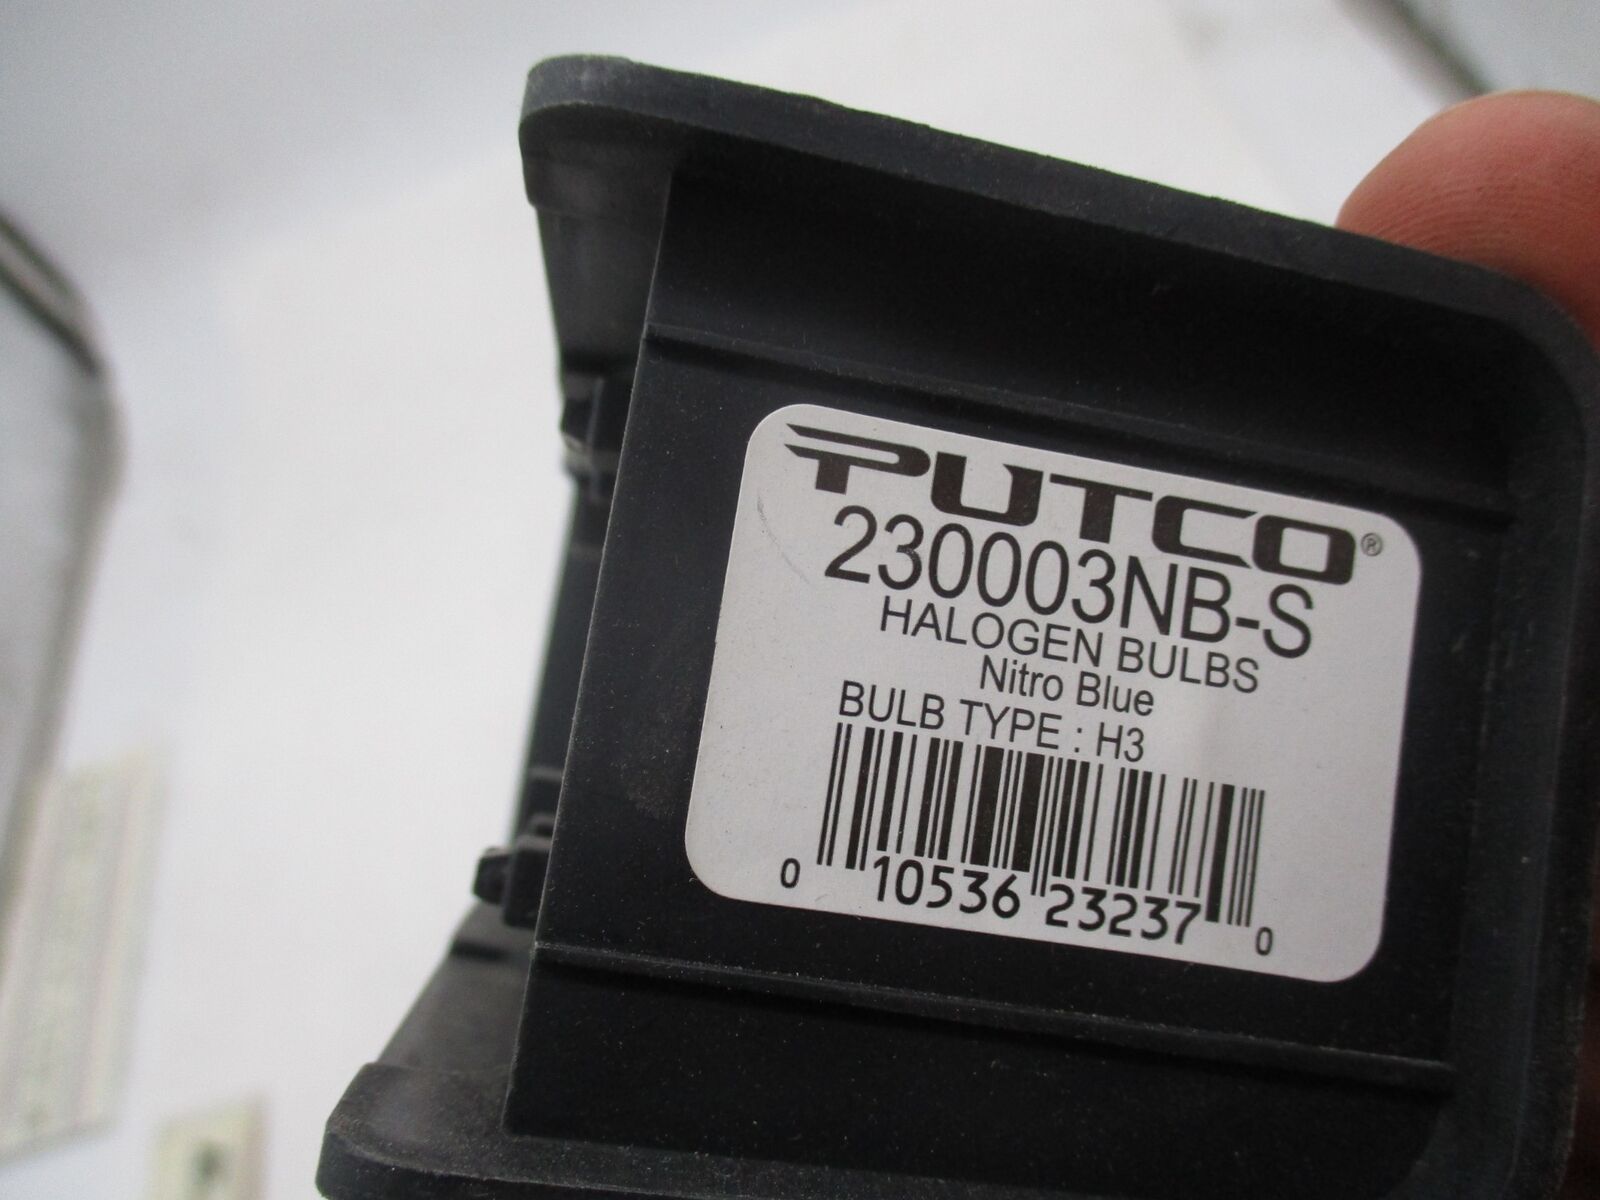 PUTCO®
230003NB-S
HALOGEN BULBS
Nitro Blue
BULB TYPE : H3
0 10536 23237 0